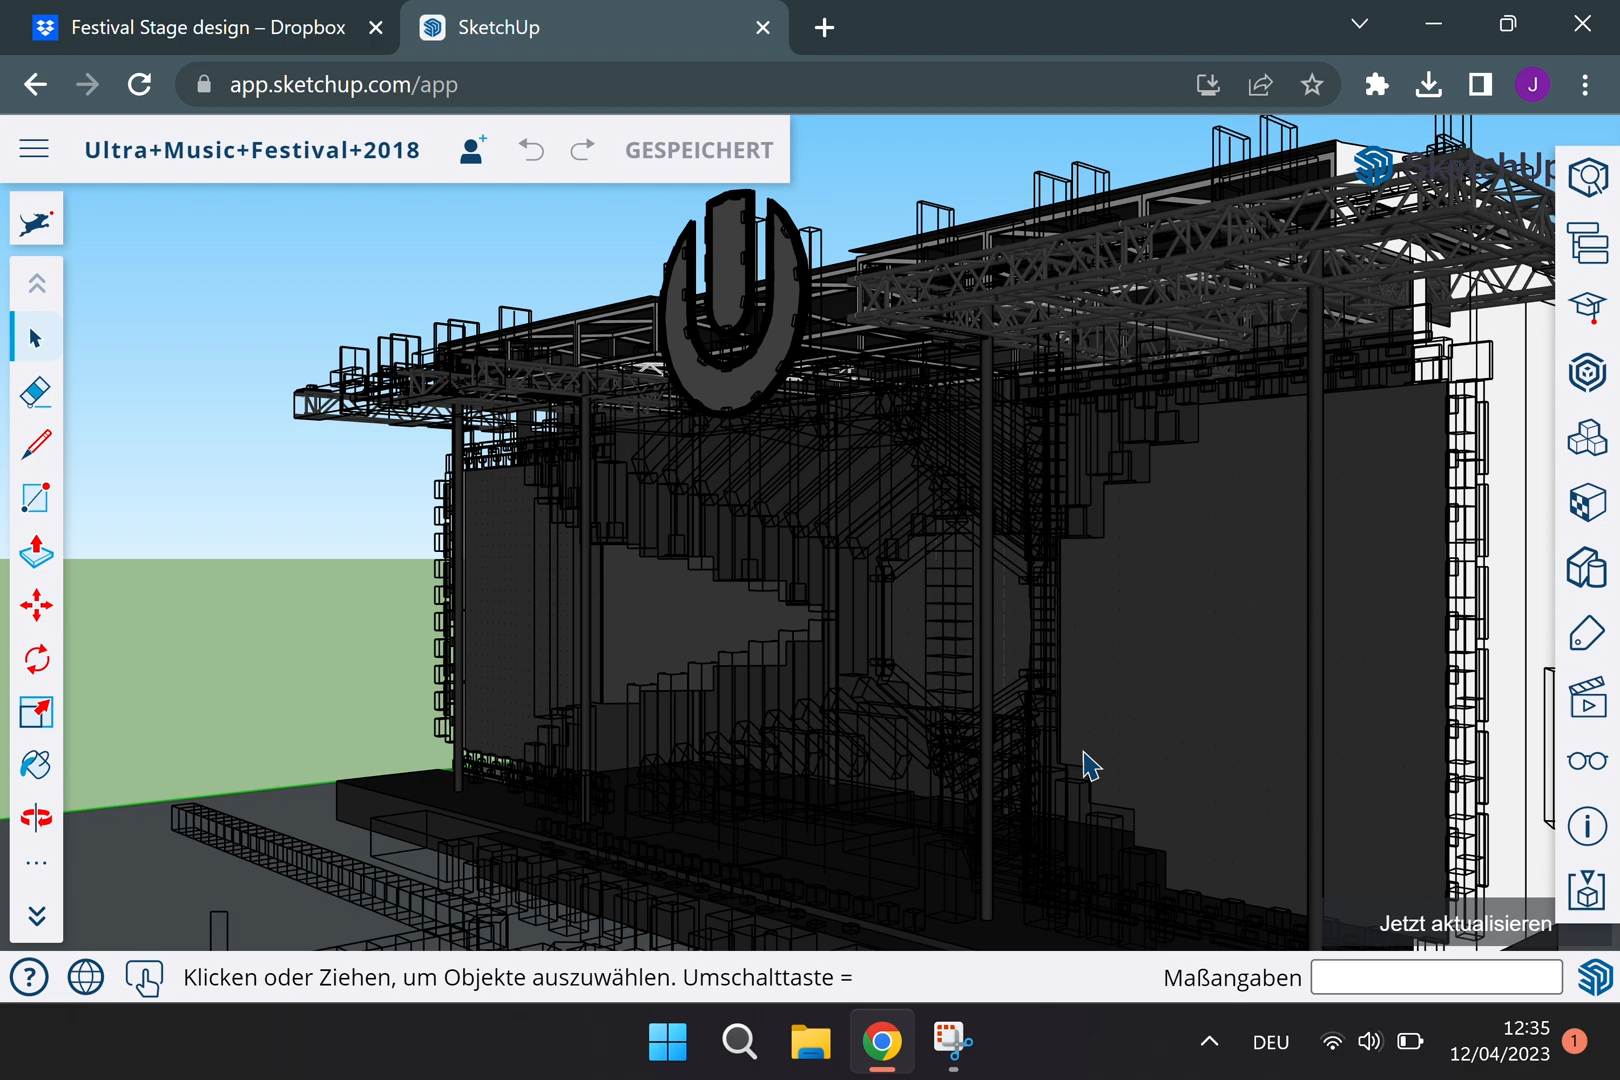 Festival Stage design – Dropbox
SketchUp
app.sketchup.com/app
J
Ultra+Music+Festival+2018
GESPEICHERT
SketchUp
Jetzt aktualisieren
Klicken oder Ziehen, um Objekte auszuwählen. Umschalttaste =
Maßangaben
DEU
12:35
12/04/2023
1